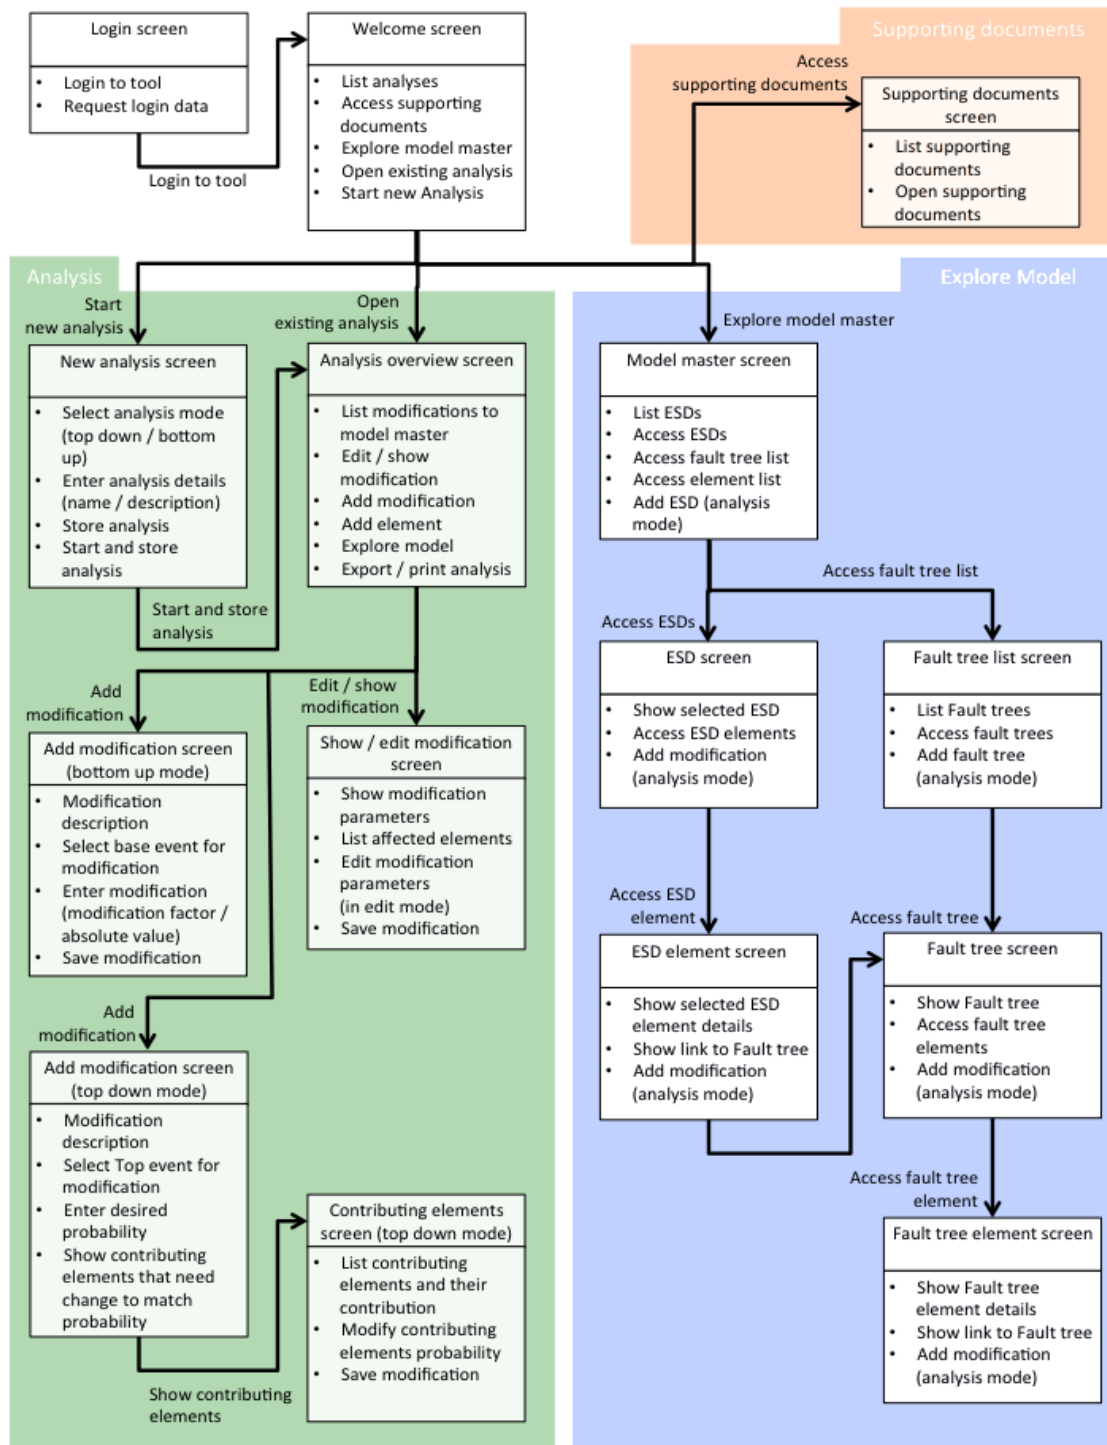 Login screen
• Login to tool
• Request login data
Login to tool
Welcome screen
• List analyses
• Access supporting
documents
• Explore model master
• Open existing analysis
• Start new Analysis
Supporting documents
Access
supporting documents
Supporting documents
screen
• List supporting
documents
• Open supporting
documents
Analysis
Start
new analysis
Open
existing analysis
New analysis screen
• Select analysis mode
(top down / bottom
up)
• Enter analysis details
(name / description)
• Store analysis
• Start and store
analysis
Start and store
analysis
Analysis overview screen
• List modifications to
model master
• Edit / show
modification
• Add modification
• Add element
• Explore model
• Export / print analysis
Add
modification
Edit / show
modification
Add modification screen
(bottom up mode)
• Modification
description
• Select base event for
modification
• Enter modification
(modification factor /
absolute value)
• Save modification
Show / edit modification
screen
• Show modification
parameters
• List affected elements
• Edit modification
parameters
(in edit mode)
• Save modification
Add
modification
Add modification screen
(top down mode)
• Modification
description
• Select Top event for
modification
• Enter desired
probability
• Show contributing
elements that need
change to match
probability
Show contributing
elements
Contributing elements
screen (top down mode)
• List contributing
elements and their
contribution
• Modify contributing
elements probability
• Save modification
Explore Model
Explore model master
Model master screen
• List ESDs
• Access ESDs
• Access fault tree list
• Access element list
• Add ESD (analysis
mode)
Access fault tree list
Access ESDs
ESD screen
• Show selected ESD
• Access ESD elements
• Add modification
(analysis mode)
Fault tree list screen
• List Fault trees
• Access fault trees
• Add fault tree
(analysis mode)
Access ESD
element
Access fault tree
ESD element screen
• Show selected ESD
element details
• Show link to Fault tree
• Add modification
(analysis mode)
Fault tree screen
• Show Fault tree
• Access fault tree
elements
• Add modification
(analysis mode)
Access fault tree
element
Fault tree element screen
• Show Fault tree
element details
• Show link to Fault tree
• Add modification
(analysis mode)